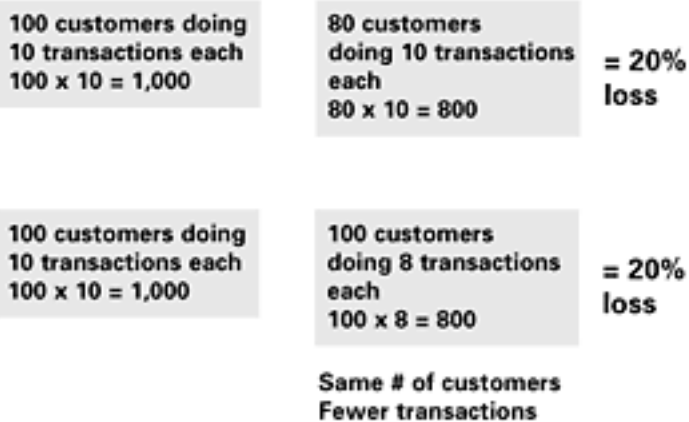 100 customers doing
10 transactions each
100 x 10 = 1,000
80 customers
doing 10 transactions
each
80 x 10 = 800
= 20%
loss
100 customers doing
10 transactions each
100 x 10 = 1,000
100 customers
doing 8 transactions
each
100 x 8 = 800
= 20%
loss
Same # of customers
Fewer transactions